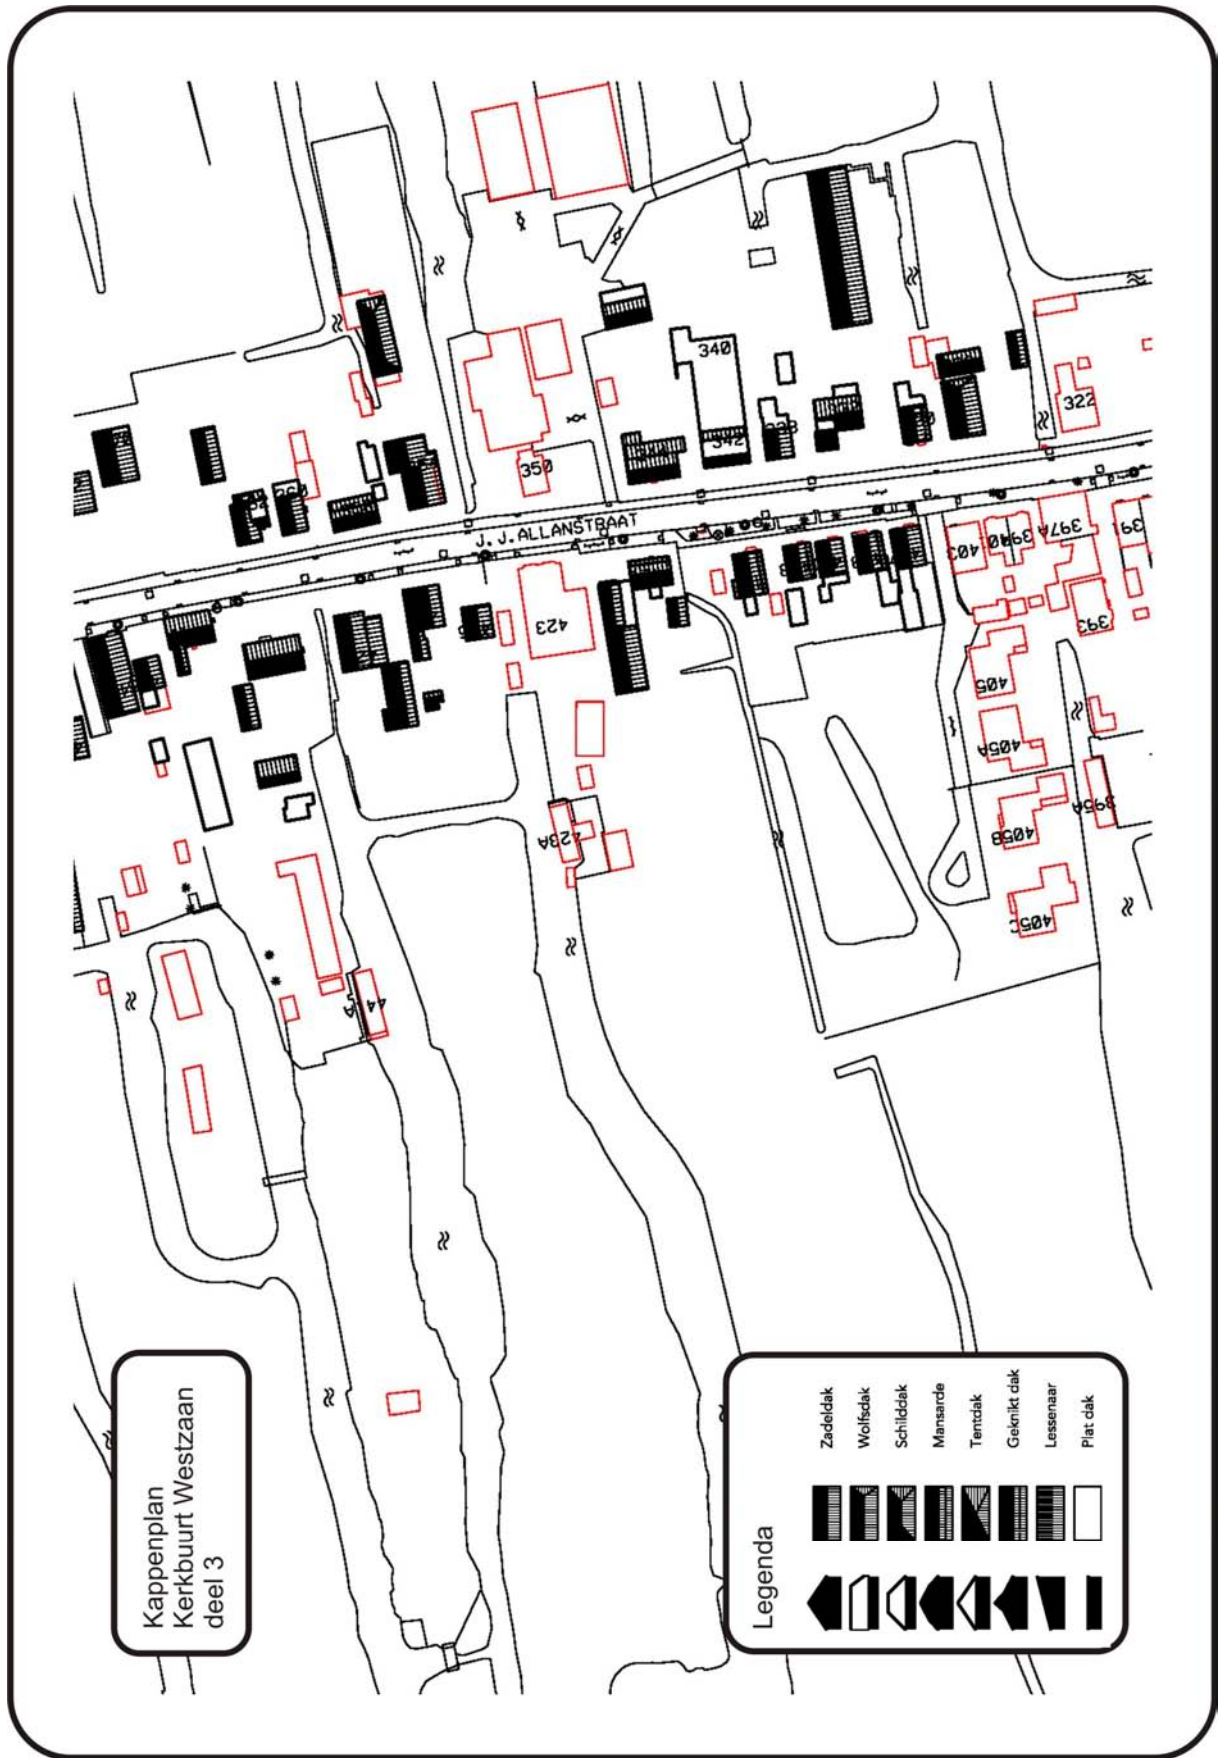 Kappenplan
Kerkbuurt Westzaan
deel 3
J.J.ALLANSTRAAT
350
340
342
322
423
423A
403
397A
393
405
405A
405B
405C
395A
44
Legenda
Zadeldak
Wolfsdak
Schilddak
Mansarde
Tentdak
Geknikt dak
Lessenaar
Plat dak